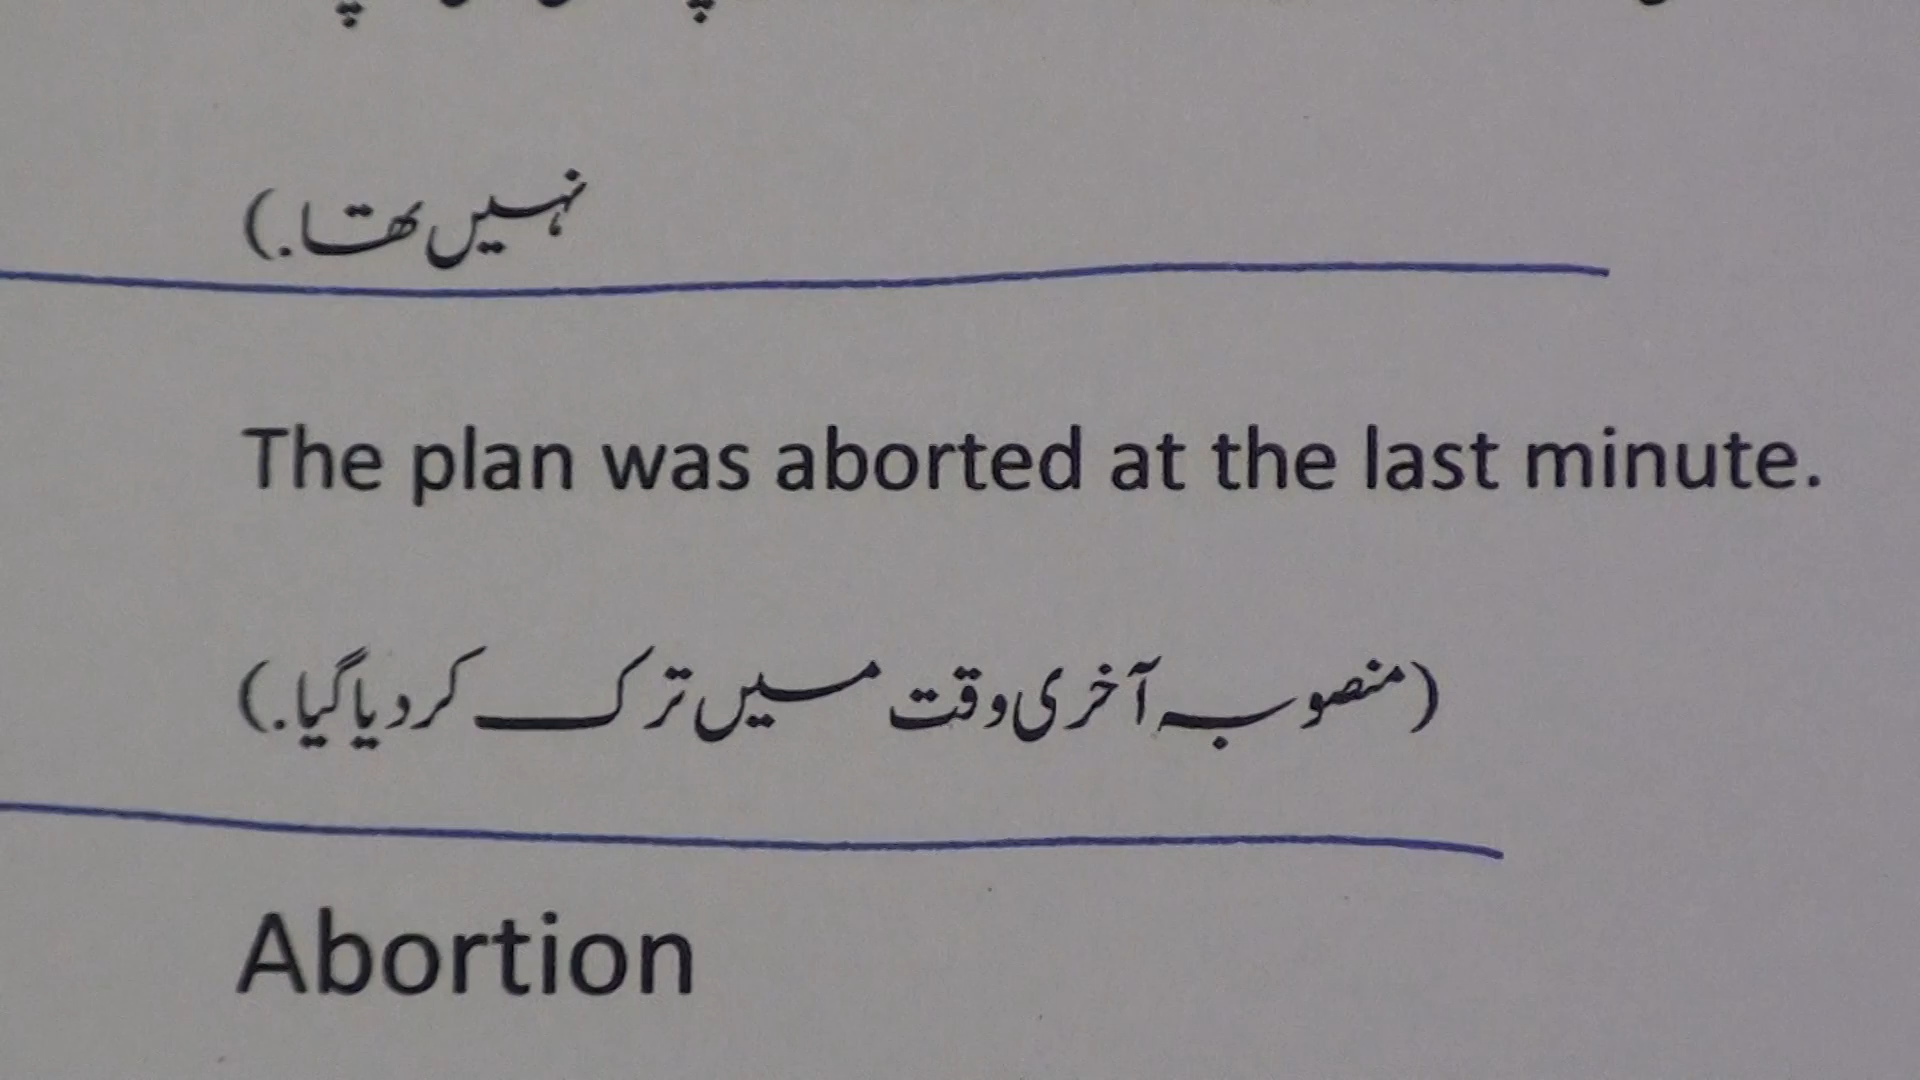 نہیں تھا.)
The plan was aborted at the last minute.
(منصوبہ آخری وقت میں ترک کر دیا گیا.)
Abortion